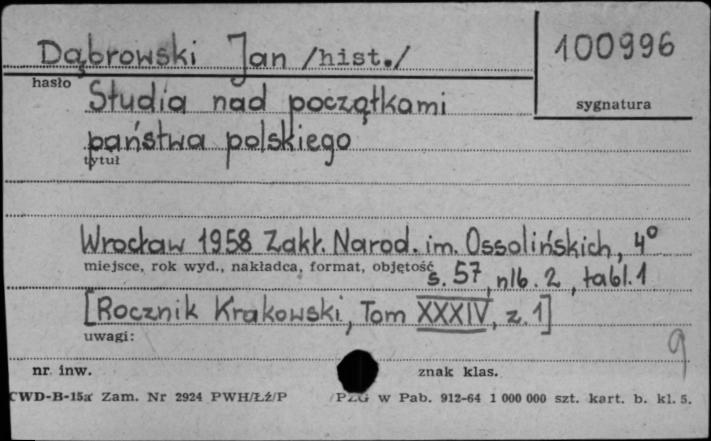 Dąbrowski Jan /hist./
100996
hasło
sygnatura
Studia nad początkami
państwa polskiego
tytuł
Wrocław 1958 Zakł. Narod. im. Ossolińskich, 4°
miejsce, rok wyd., nakładca, format, objętość
s. 57, nlb. 2, tabl. 1
[Rocznik Krakowski, Tom XXXIV, z. 1]
uwagi:
9
nr inw.
znak klas.
CWD-B-15a Zam. Nr 2924 PWH/Łź/P
PZG w Pab. 912-64 1 000 000 szt. kart. b. kl. 5.